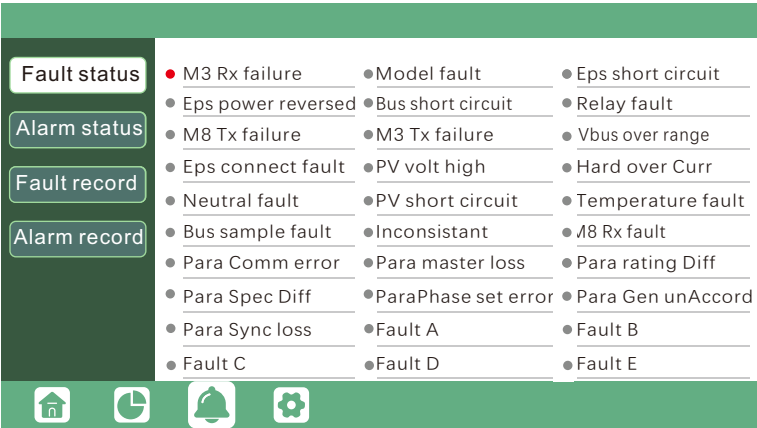 Fault status
Alarm status
Fault record
Alarm record
M3 Rx failure Model fault Eps short circuit
Eps power reversed Bus short circuit Relay fault
M8 Tx failure M3 Tx failure Vbus over range
Eps connect fault PV volt high Hard over Curr
Neutral fault PV short circuit Temperature fault
Bus sample fault Inconsistant M8 Rx fault
Para Comm error Para master loss Para rating Diff
Para Spec Diff ParaPhase set error Para Gen unAccord
Para Sync loss Fault A Fault B
Fault C Fault D Fault E